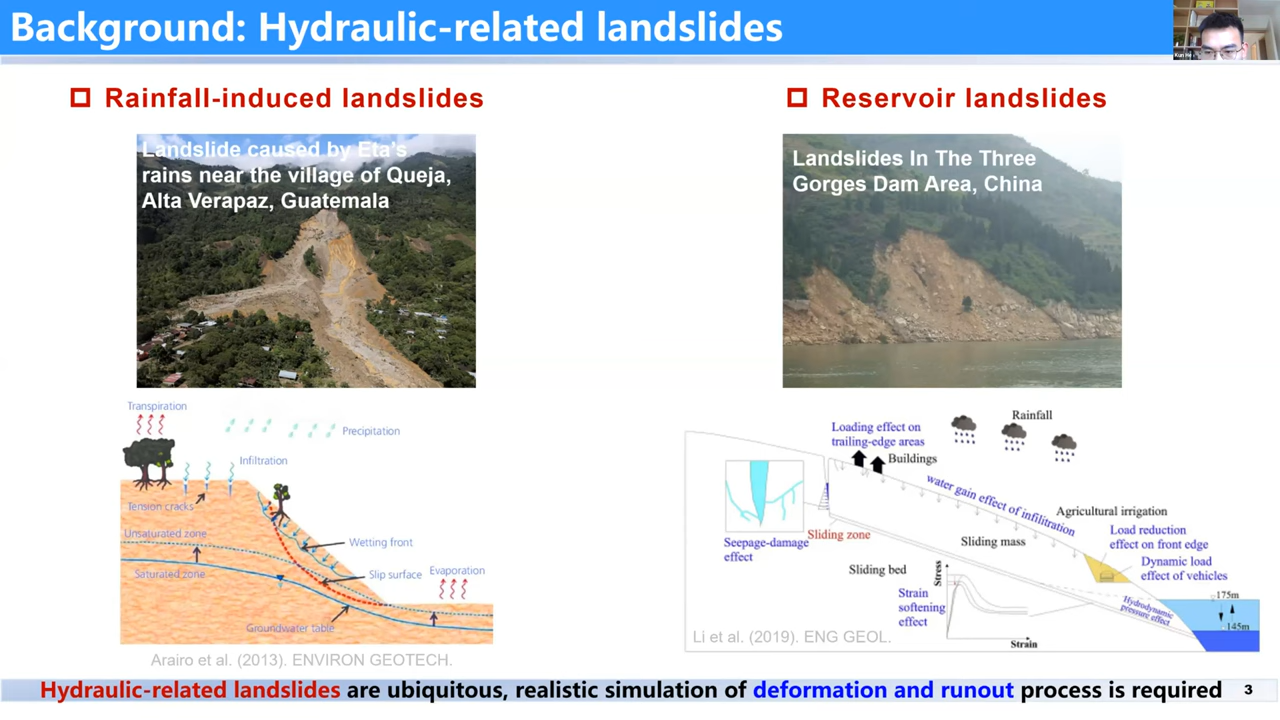 Background: Hydraulic-related landslides
Rainfall-induced landslides
Landslide caused by Eta's
rains near the village of Queja,
Alta Verapaz, Guatemala
Transpiration
Precipitation
Infiltration
Tension cracks
Unsaturated zone
Wetting front
Saturated zone
Slip surface
Evaporation
Groundwater table
Arairo et al. (2013). ENVIRON GEOTECH.
Reservoir landslides
Landslides In The Three
Gorges Dam Area, China
Rainfall
Loading effect on
trailing-edge areas
Buildings
water gain effect of infilitration
Agricultural irrigation
Seepage-damage
effect
Sliding zone
Sliding mass
Load reduction
effect on front edge
Dynamic load
effect of vehicles
Sliding bed
Stress
Strain
softening
effect
Strain
Hydrodynamic
pressure effect
175m
145m
Li et al. (2019). ENG GEOL.
Hydraulic-related landslides are ubiquitous, realistic simulation of deformation and runout process is required
3